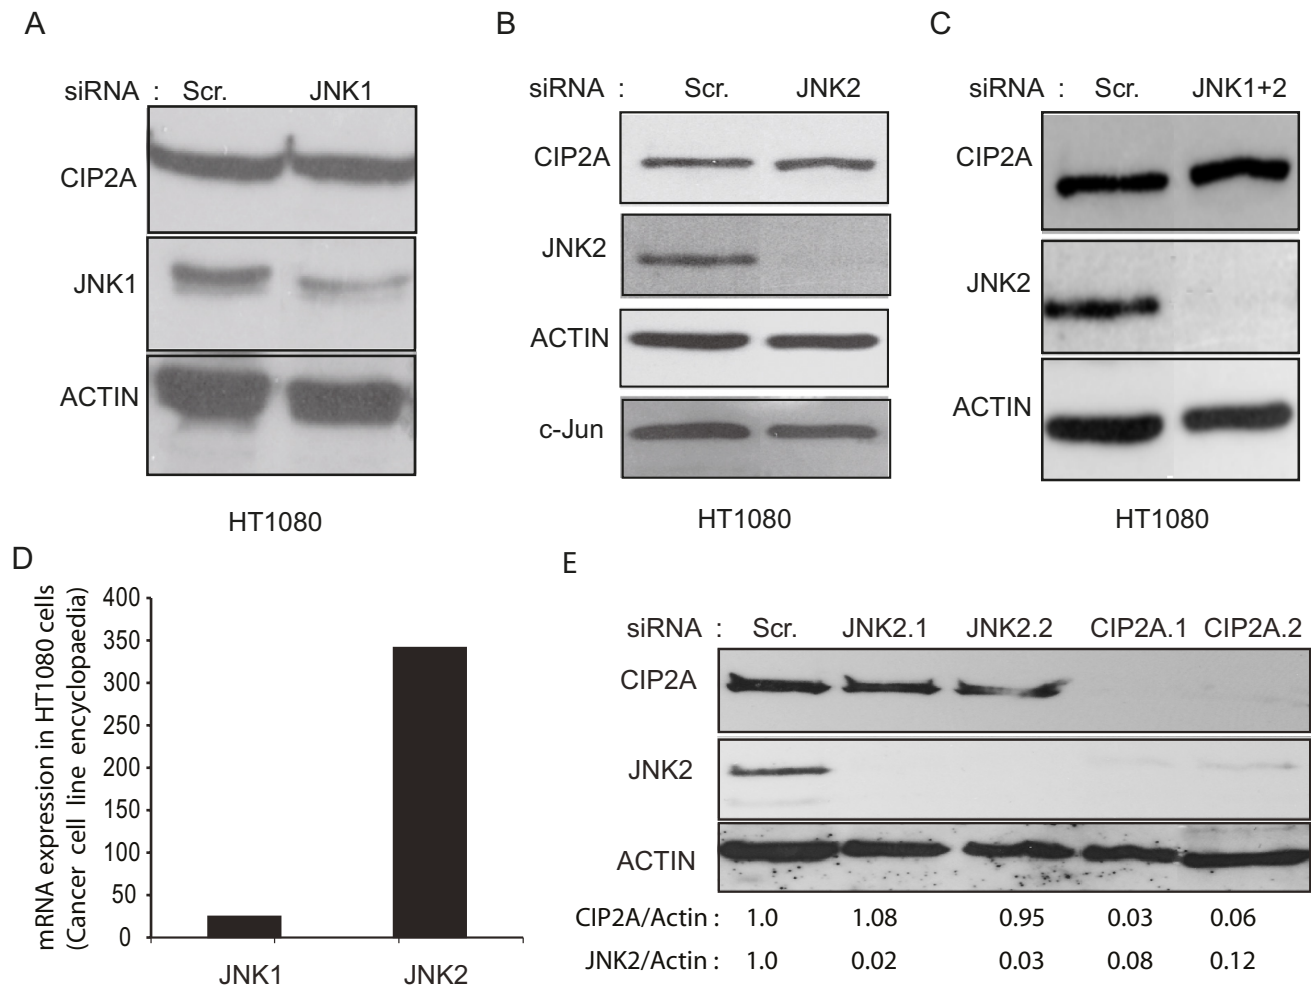 A
siRNA : Scr. JNK1
CIP2A
JNK1
ACTIN
HT1080
B
siRNA : Scr. JNK2
CIP2A
JNK2
ACTIN
c-Jun
HT1080
C
siRNA : Scr. JNK1+2
CIP2A
JNK2
ACTIN
HT1080
D
mRNA expression in HT1080 cells
(Cancer cell line encyclopaedia)
400
350
300
250
200
150
100
50
0
JNK1 JNK2
E
siRNA : Scr. JNK2.1 JNK2.2 CIP2A.1 CIP2A.2
CIP2A
JNK2
ACTIN
CIP2A/Actin : 1.0 1.08 0.95 0.03 0.06
JNK2/Actin : 1.0 0.02 0.03 0.08 0.12